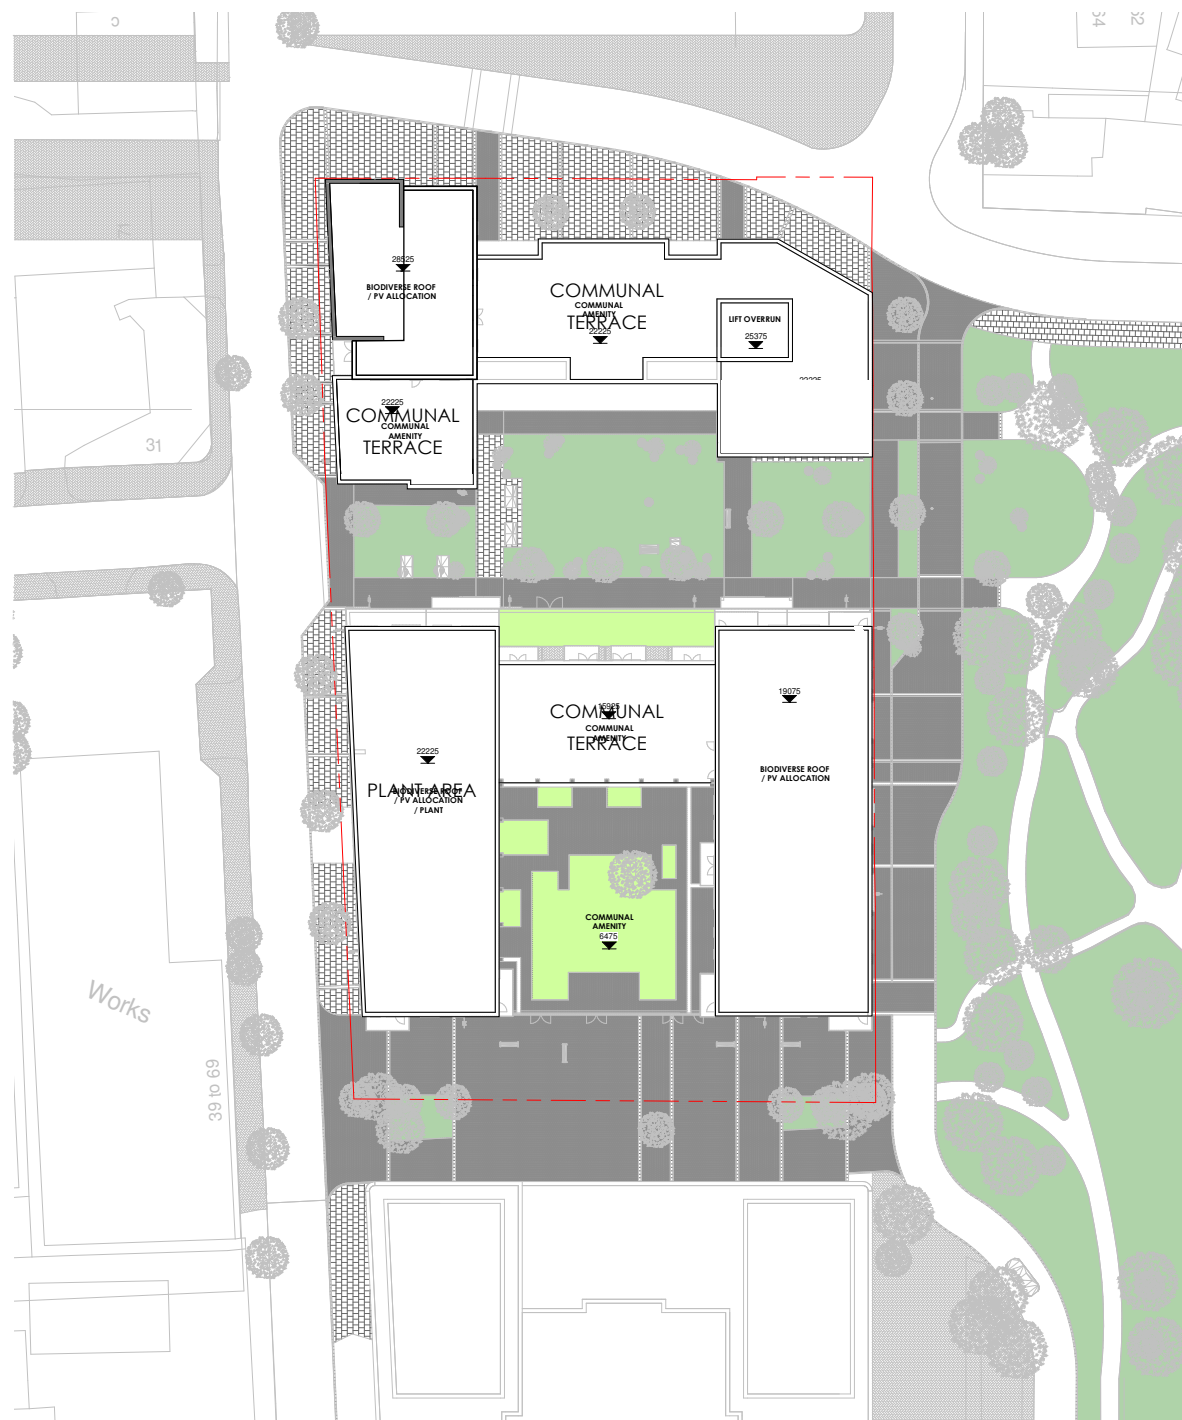 28525
BIODIVERSE ROOF
/ PV ALLOCATION
COMMUNAL
TERRACE
COMMUNAL
AMENITY
22225
LIFT OVERRUN
25375
22225
COMMUNAL
TERRACE
COMMUNAL
AMENITY
31
COMMUNAL
TERRACE
COMMUNAL
AMENITY
19075
BIODIVERSE ROOF
/ PV ALLOCATION
22225
PLANT AREA
BIODIVERSE ROOF
/ PV ALLOCATION
/ PLANT
COMMUNAL
AMENITY
6475
Works
39 to 69